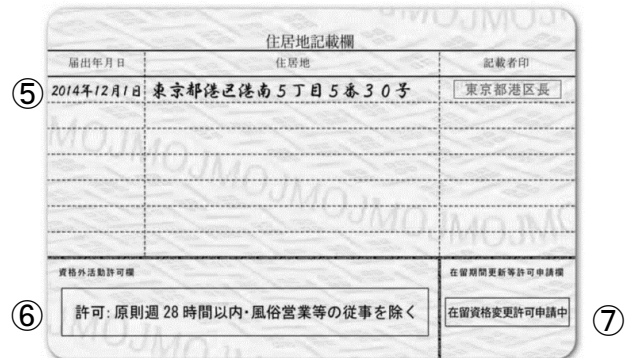 住居地記載欄
届出年月日 住居地 記載者印
⑤ 2014年12月1日 東京都港区港南5丁目5番30号 東京都港区長
資格外活動許可欄 在留期間更新等許可申請欄
⑥ 許可:原則週28時間以内・風俗営業等の従事を除く 在留資格変更許可申請中 ⑦
MOJMOJMOJMOJMO